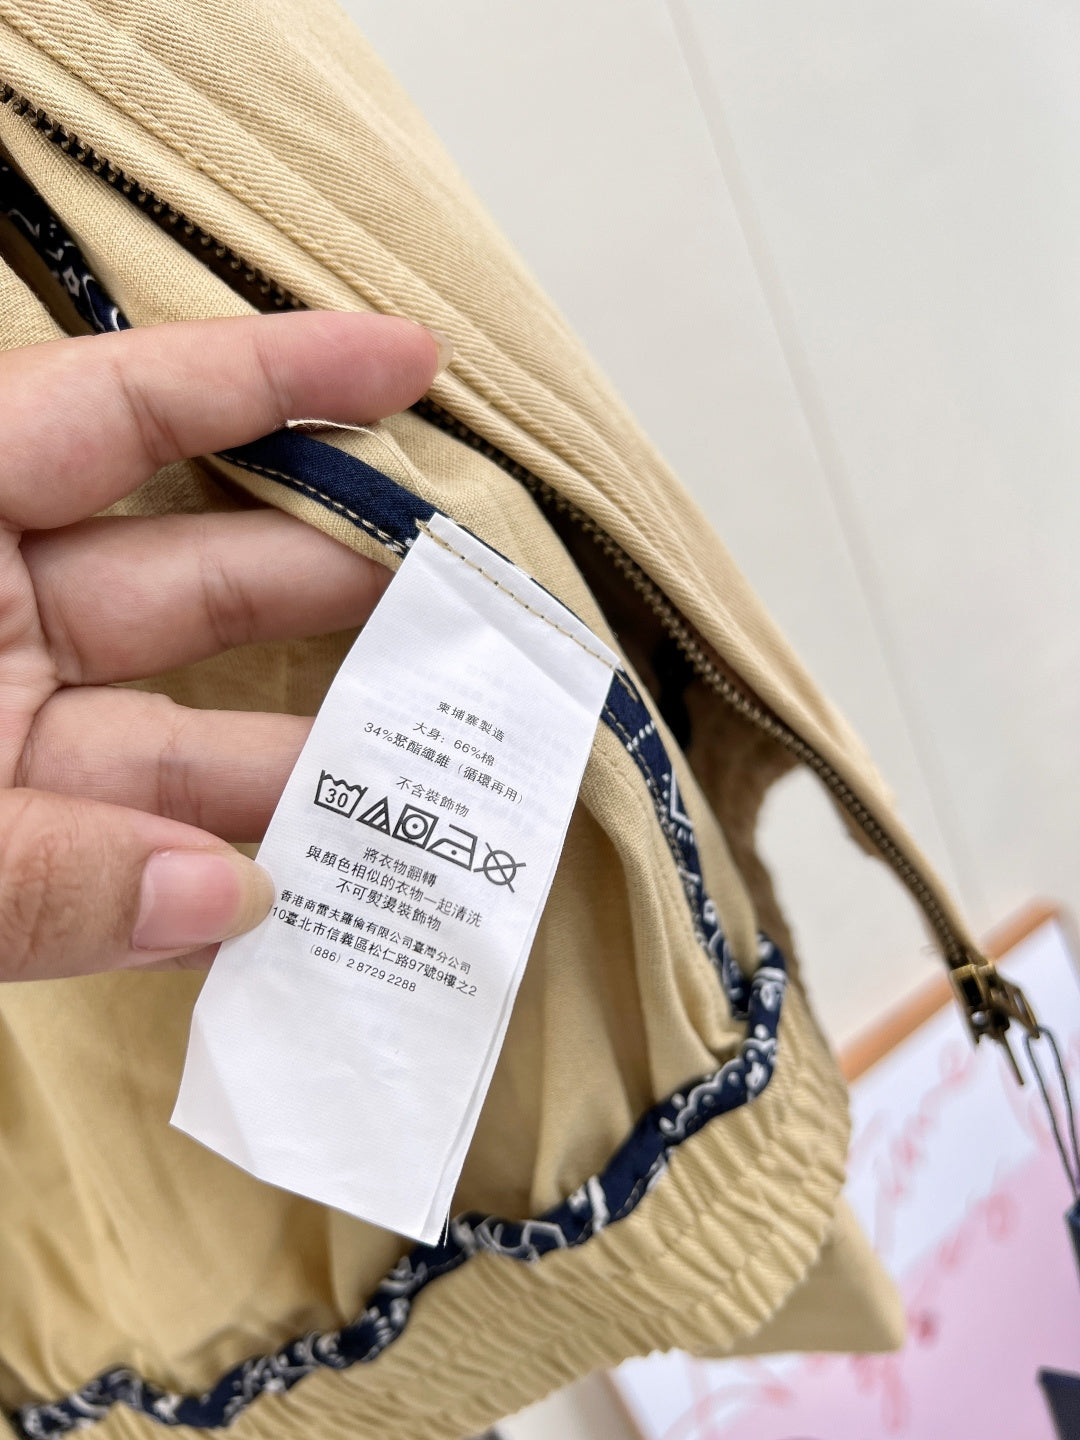 柬埔寨製造
大身: 66%棉
34%聚酯纖維（循環再用）
不含裝飾物
30
將衣物翻轉
與顏色相似的衣物一起清洗
不可熨燙裝飾物
香港商雷夫羅倫有限公司臺灣分公司
10臺北市信義區松仁路97號9樓之2
(886) 2 8729 2288